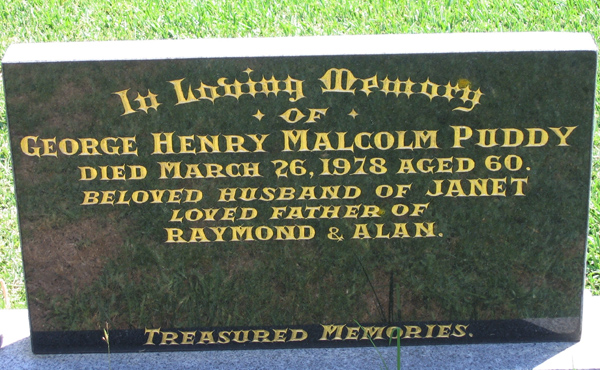 In Loving Memory
OF
GEORGE HENRY MALCOLM PUDDY
DIED MARCH 26, 1978 AGED 60.
BELOVED HUSBAND OF JANET
LOVED FATHER OF
RAYMOND & ALAN.
TREASURED MEMORIES.